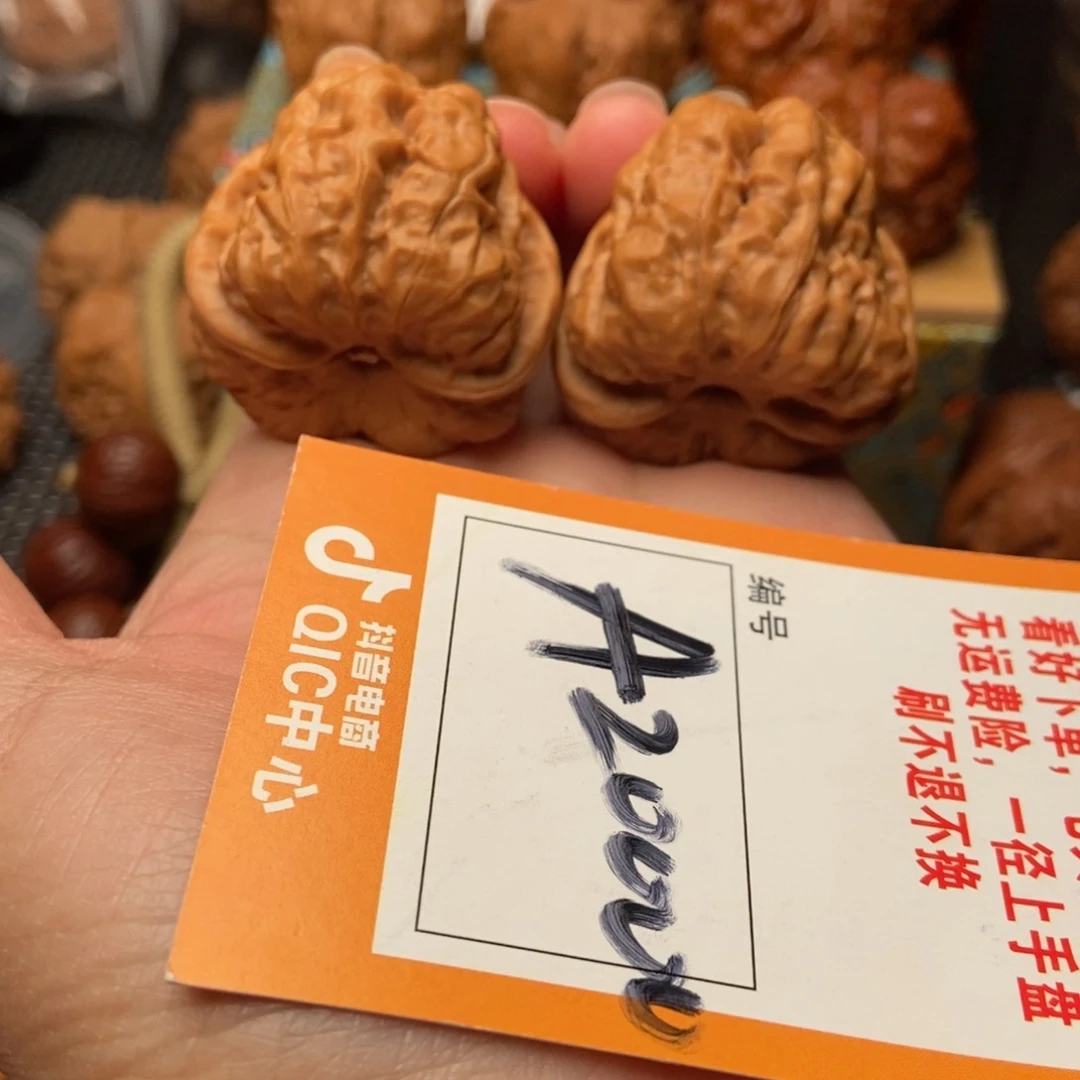 抖音电商
QIC中心
编号
看好下单，
无运费险，一径上手盘
刷不退不换